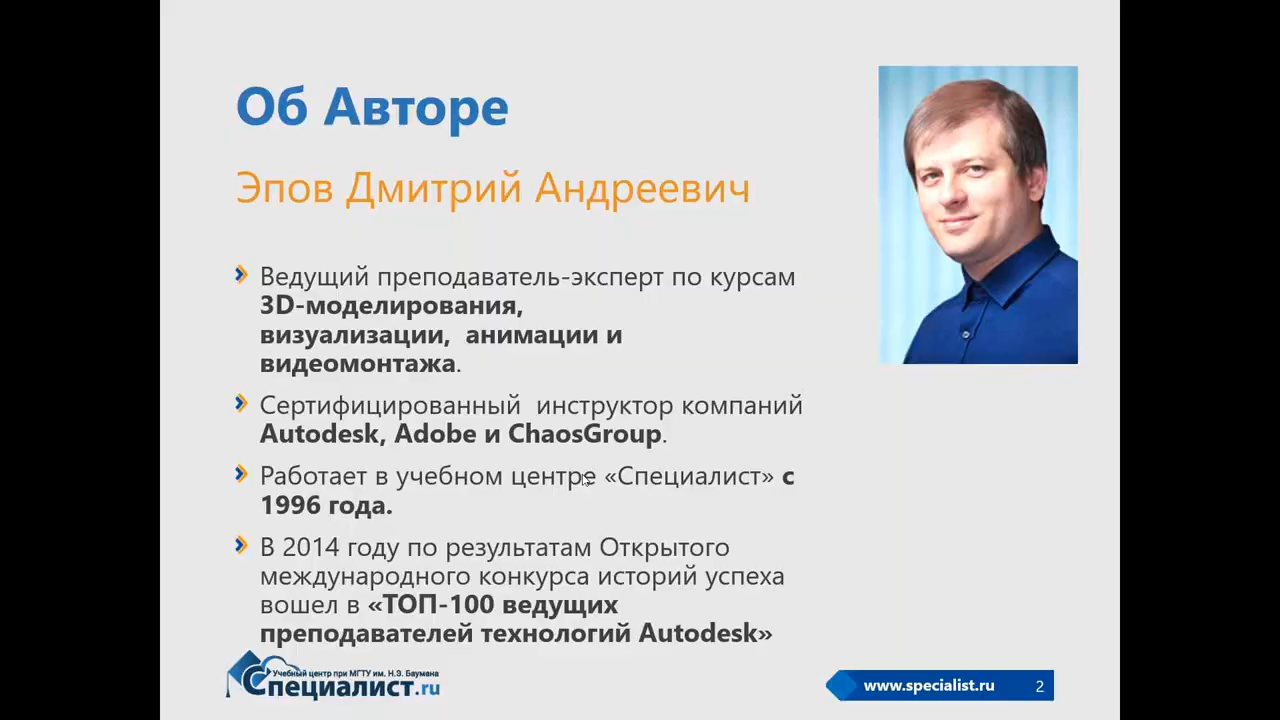 Об Авторе
Эпов Дмитрий Андреевич
Ведущий преподаватель-эксперт по курсам
3D-моделирования,
визуализации, анимации и
видеомонтажа.
Сертифицированный инструктор компаний
Autodesk, Adobe и ChaosGroup.
Работает в учебном центре «Специалист» с
1996 года.
В 2014 году по результатам Открытого
международного конкурса историй успеха
вошел в «ТОП-100 ведущих
преподавателей технологий Autodesk»
Учебный центр при МГТУ им. Н.Э. Баумана
Специалист.ru
www.specialist.ru 2